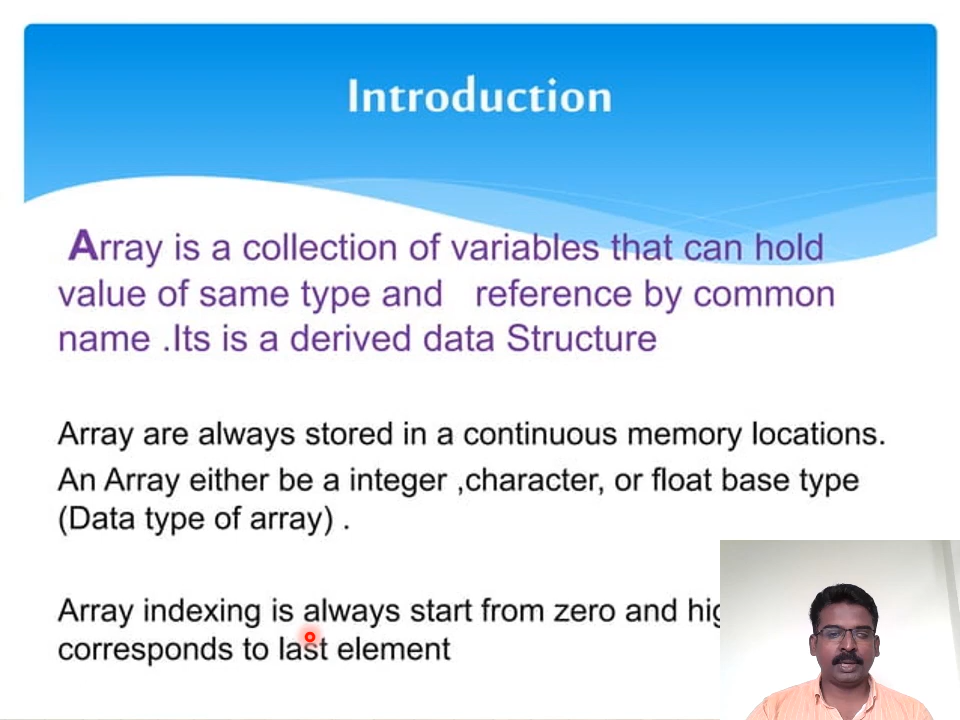 Introduction
Array is a collection of variables that can hold
value of same type and reference by common
name .Its is a derived data Structure
Array are always stored in a continuous memory locations.
An Array either be a integer ,character, or float base type
(Data type of array) .
Array indexing is always start from zero and
corresponds to last element